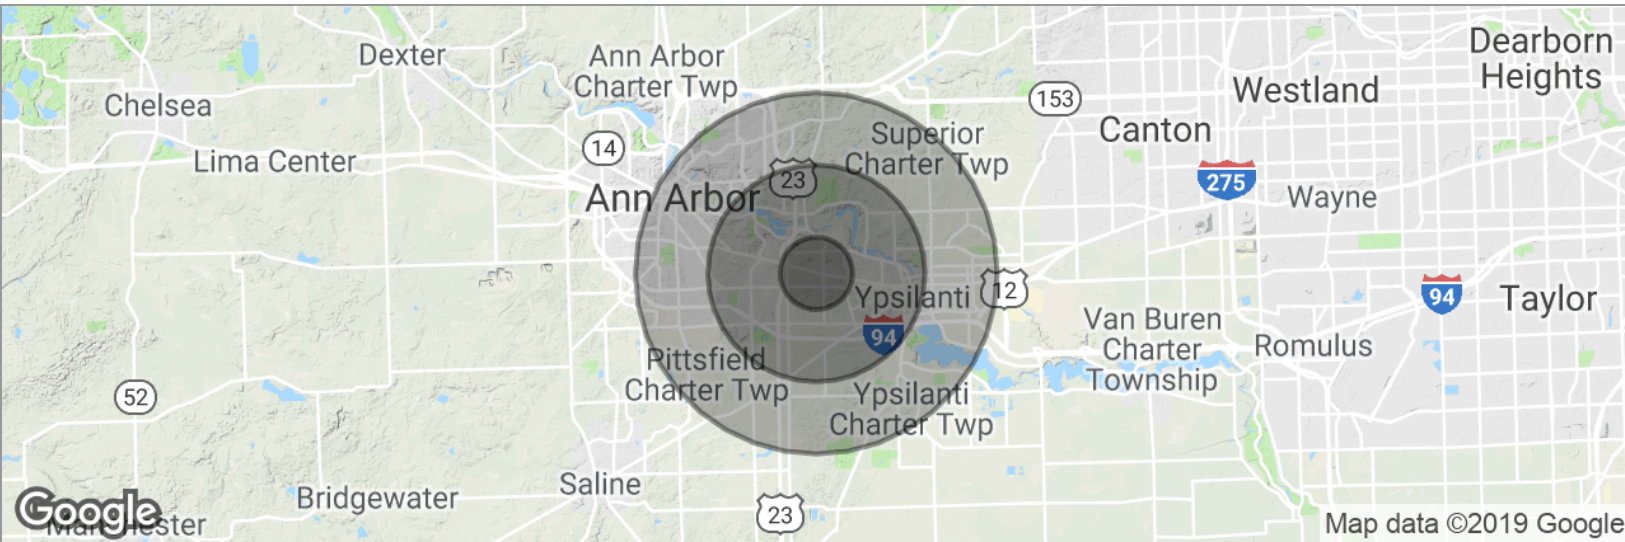 Dexter
Ann Arbor
Charter Twp
Dearborn
Heights
Chelsea
153
Westland
14
Superior
Charter Twp
Canton
Lima Center
23
275
Ann Arbor
Wayne
Ypsilanti
12
94
Taylor
94
Van Buren
Charter
Township
Romulus
Pittsfield
Charter Twp
52
Ypsilanti
Charter Twp
Saline
Bridgewater
23
Google
Manchester
Map data ©2019 Google